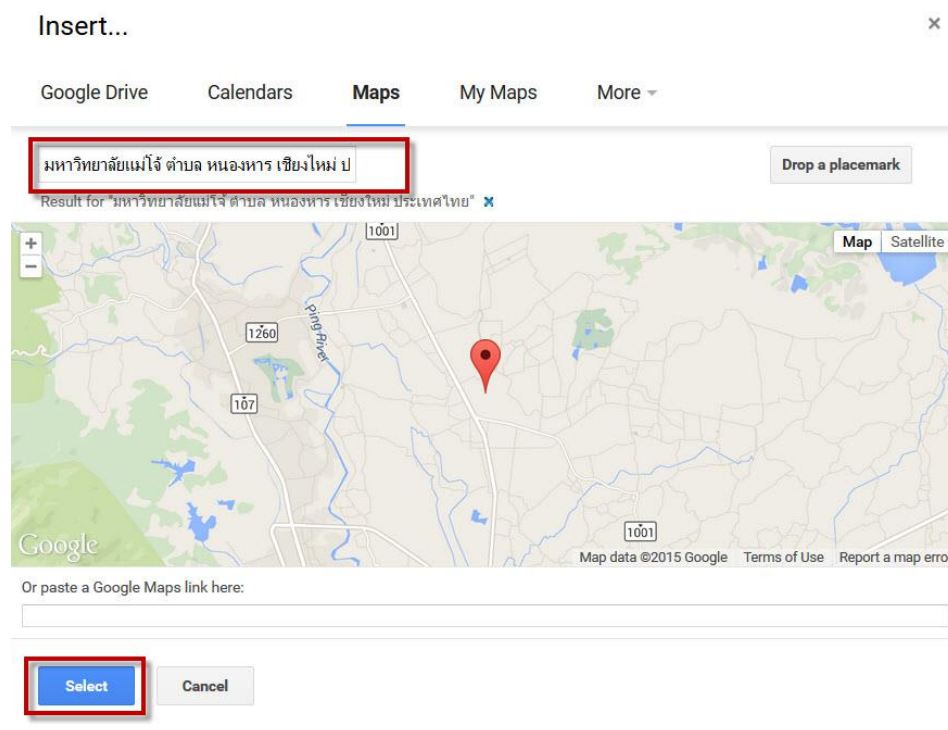 Insert...
×
Google Drive Calendars Maps My Maps More
มหาวิทยาลัยแม่โจ้ ตำบล หนองหาร เชียงใหม่ ป
Drop a placemark
Result for "มหาวิทยาลัยแม่โจ้ ตำบล หนองหาร เชียงใหม่ ประเทศไทย" x
+
−
1001
Map Satellite
Ping River
1260
107
1001
Google
Map data ©2015 Google Terms of Use Report a map erro
Or paste a Google Maps link here:
Select Cancel